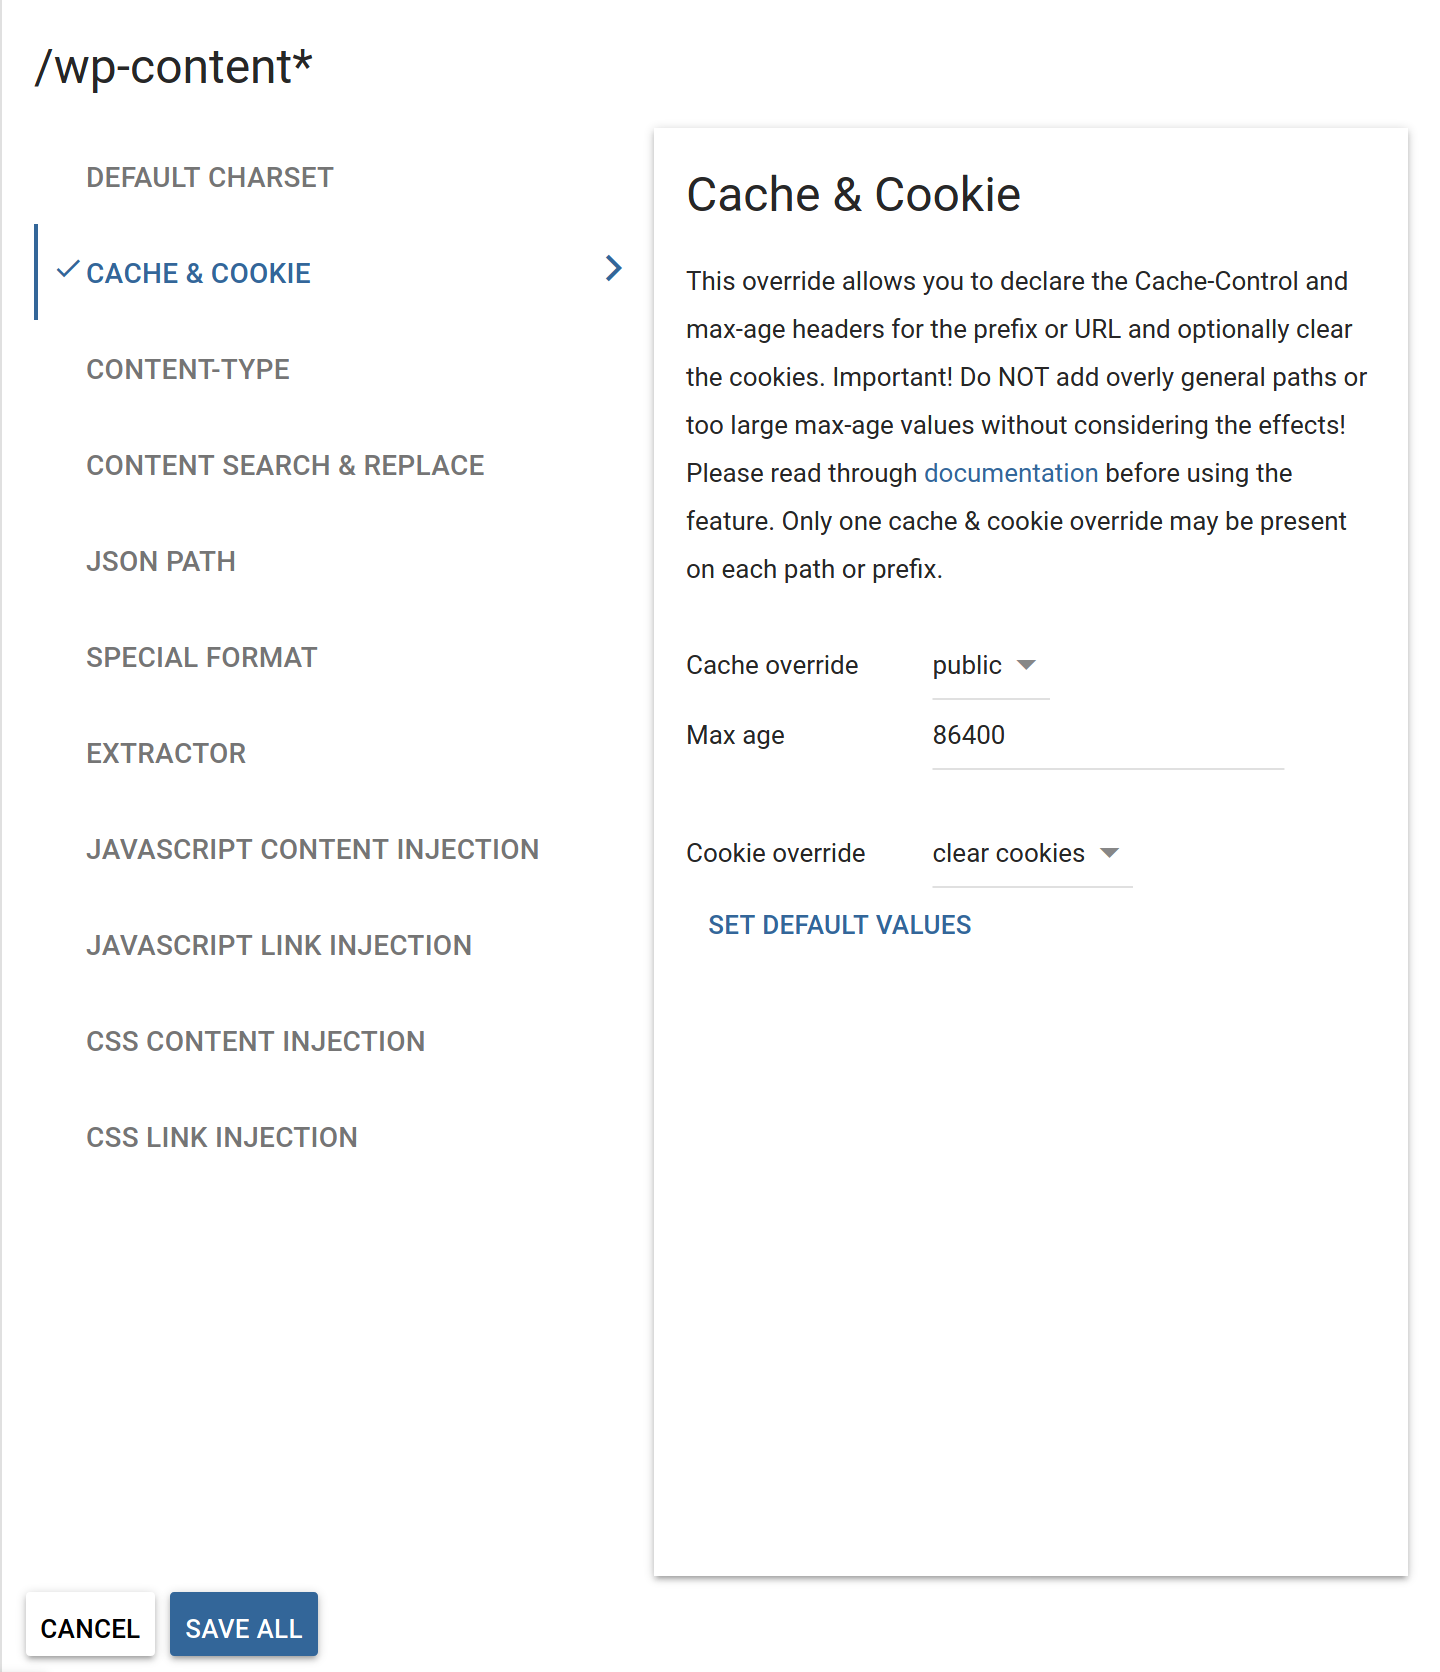 /wp-content*
DEFAULT CHARSET
CACHE & COOKIE
CONTENT-TYPE
CONTENT SEARCH & REPLACE
JSON PATH
SPECIAL FORMAT
EXTRACTOR
JAVASCRIPT CONTENT INJECTION
JAVASCRIPT LINK INJECTION
CSS CONTENT INJECTION
CSS LINK INJECTION
Cache & Cookie
This override allows you to declare the Cache-Control and
max-age headers for the prefix or URL and optionally clear
the cookies. Important! Do NOT add overly general paths or
too large max-age values without considering the effects!
Please read through documentation before using the
feature. Only one cache & cookie override may be present
on each path or prefix.
Cache override public
Max age 86400
Cookie override clear cookies
SET DEFAULT VALUES
CANCEL SAVE ALL